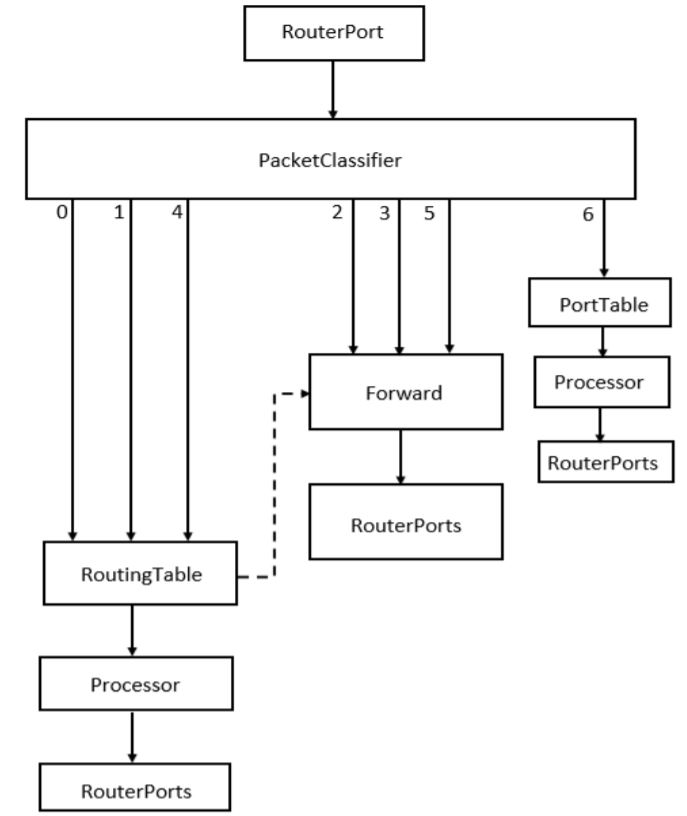 RouterPort
PacketClassifier
0 1 4 2 3 5 6
PortTable
Processor
Forward
RouterPorts
RouterPorts
RoutingTable
Processor
RouterPorts